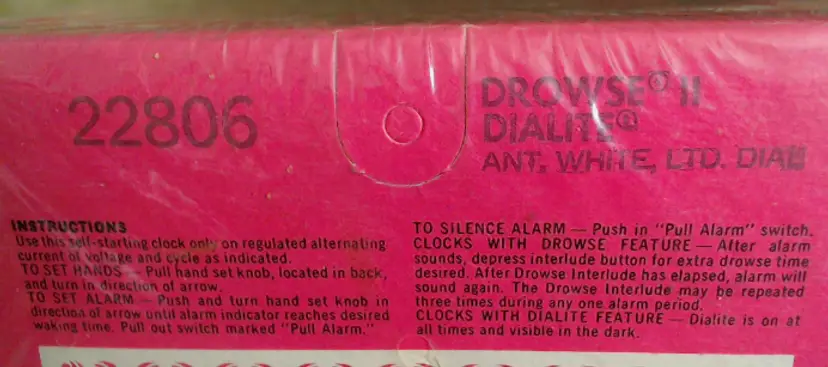 22806
DROWSE® II
DIALITE®
ANT. WHITE, LTD. DIAL
INSTRUCTIONS
Use this self-starting clock only on regulated alternating
current of voltage and cycle as indicated.
TO SET HANDS — Pull hand set knob, located in back,
and turn in direction of arrow.
TO SET ALARM — Push and turn hand set knob in
direction of arrow until alarm indicator reaches desired
waking time. Pull out switch marked "Pull Alarm."
TO SILENCE ALARM — Push in "Pull Alarm" switch.
CLOCKS WITH DROWSE FEATURE — After alarm
sounds, depress interlude button for extra drowse time
desired. After Drowse Interlude has elapsed, alarm will
sound again. The Drowse Interlude may be repeated
three times during any one alarm period.
CLOCKS WITH DIALITE FEATURE — Dialite is on at
all times and visible in the dark.